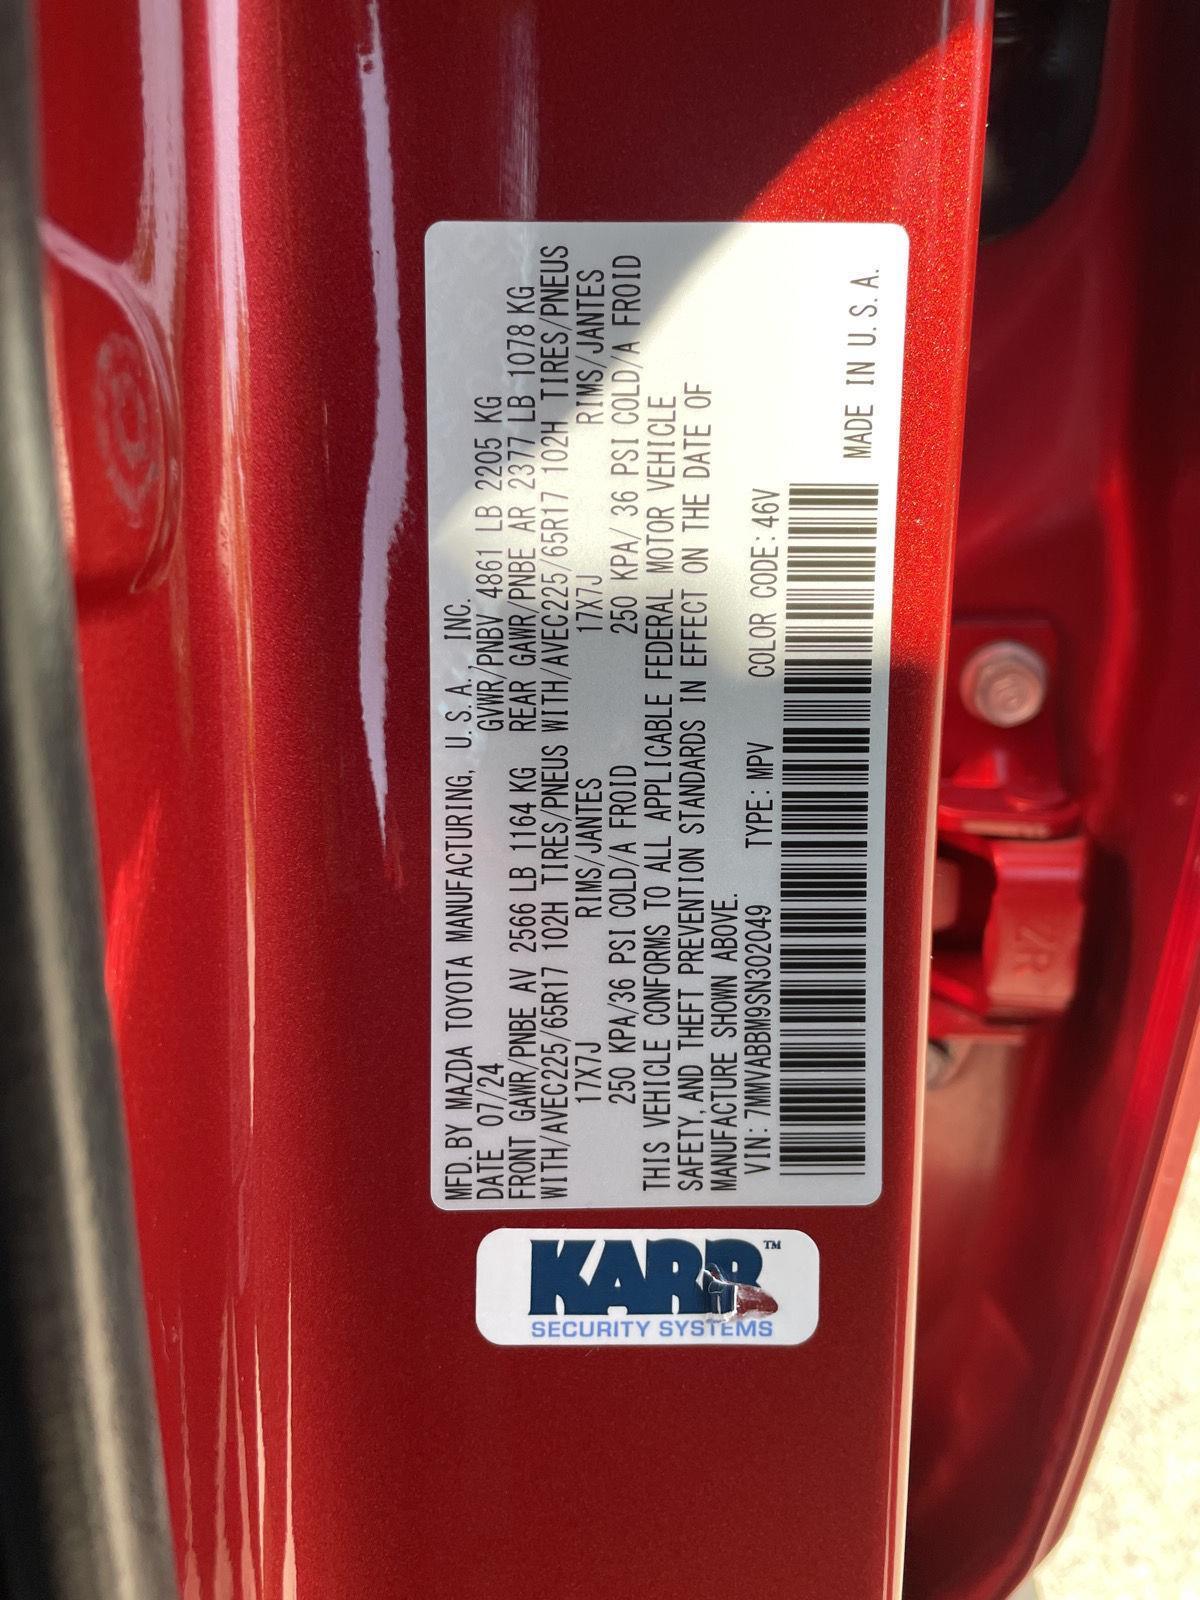 MFD. BY MAZDA TOYOTA MANUFACTURING, U. S. A. INC.
DATE 07/24 GVWR/PNBV 4861 LB 2205 KG
FRONT GAWR/PNBE AV 2566 LB 1164 KG REAR GAWR/PNBE AR 2377 LB 1078 KG
WITH/AVEC225/65R17 102H TIRES/PNEUS WITH/AVEC225/65R17 102H TIRES/PNEUS
17X7J RIMS/JANTES 17X7J RIMS/JANTES
250 KPA/36 PSI COLD/A FROID 250 KPA/ 36 PSI COLD/A FROID
THIS VEHICLE CONFORMS TO ALL APPLICABLE FEDERAL MOTOR VEHICLE
SAFETY, AND THEFT PREVENTION STANDARDS IN EFFECT ON THE DATE OF
MANUFACTURE SHOWN ABOVE.
VIN: 7MMVABBM9SN302049 TYPE: MPV COLOR CODE: 46V
MADE IN U. S. A.
KARR™
SECURITY SYSTEMS
2R